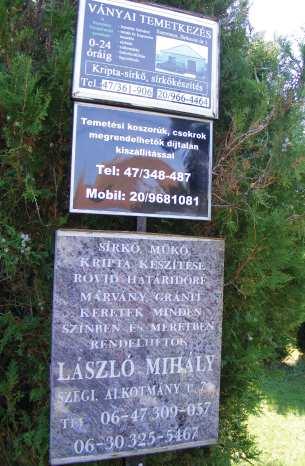 VÁNYAI TEMETKEZÉS
0-24
óráig
Kripta-sírkő, sírkőkészítés
Tel.:47/361-906, 20/966-4464
Temetési koszorúk, csokrok
megrendelhetők díjtalan
kiszállítással
Tel: 47/348-487
Mobil: 20/9681081
SÍRKŐ MŰKŐ
KRIPTA KÉSZÍTÉSE
RÖVID HATÁRIDŐRE
MÁRVÁNY GRÁNIT
KERETEK MINDEN
SZÍNBEN ÉS MÉRETBEN
RENDELHETŐK
LÁSZLÓ MIHÁLY
SZEGI, ALKOTMÁNY U.
TEL. 06-47 309-057
06-30 325-5467